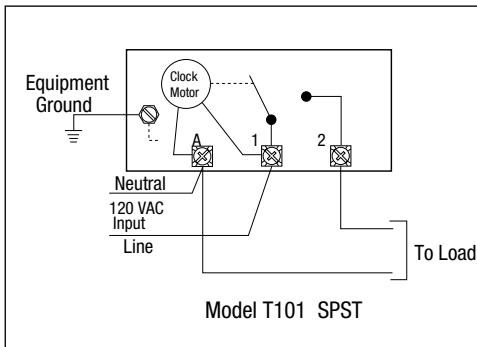 Equipment
Ground
Clock
Motor
A
1
2
Neutral
120 VAC
Input
Line
To Load
Model T101 SPST